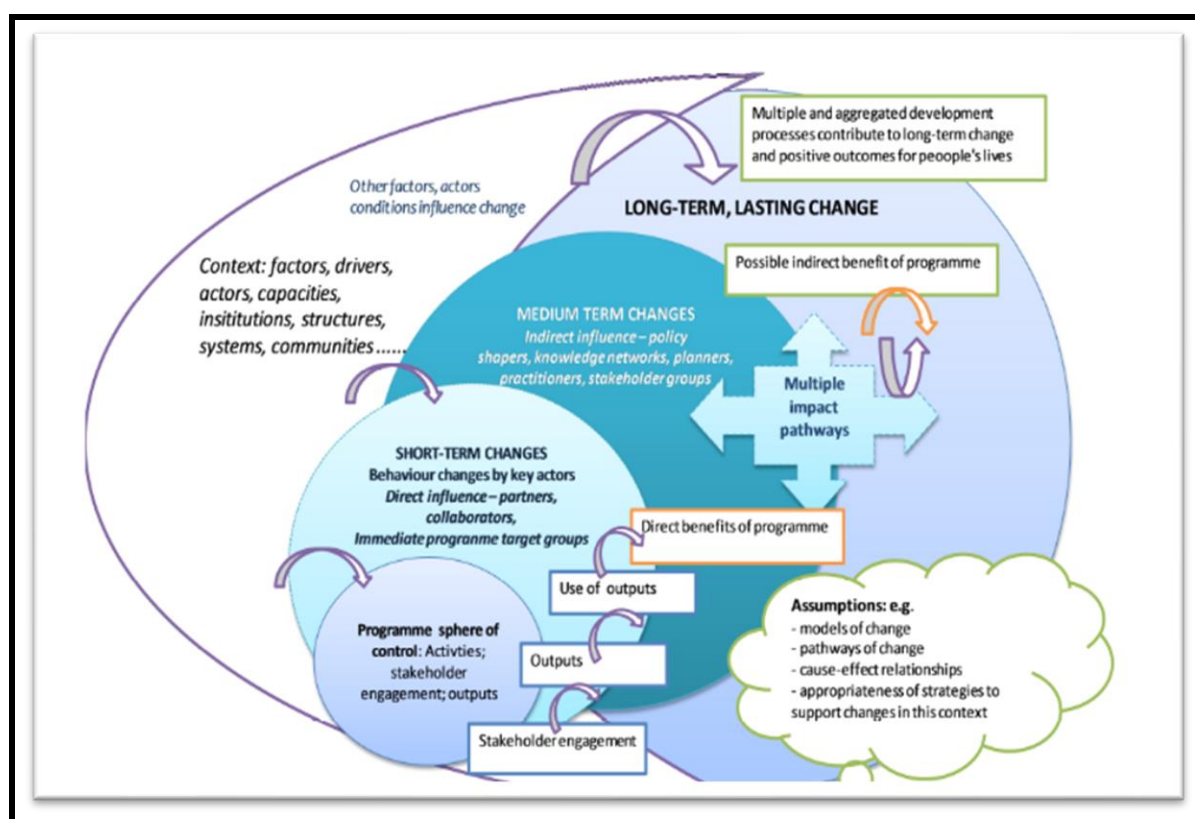 Multiple and aggregated development
processes contribute to long-term change
and positive outcomes for peoople's lives
Other factors, actors
conditions influence change
LONG-TERM, LASTING CHANGE
Context: factors, drivers,
actors, capacities,
insititutions, structures,
systems, communities ......
Possible indirect benefit of programme
MEDIUM TERM CHANGES
Indirect influence – policy
shapers, knowledge networks, planners,
practitioners, stakeholder groups
Multiple
impact
pathways
SHORT-TERM CHANGES
Behaviour changes by key actors
Direct influence – partners,
collaborators,
Immediate programme target groups
Direct benefits of programme
Use of outputs
Assumptions: e.g.
- models of change
- pathways of change
- cause-effect relationships
- appropriateness of strategies to
support changes in this context
Programme sphere of
control: Activties;
stakeholder
engagement; outputs
Outputs
Stakeholder engagement